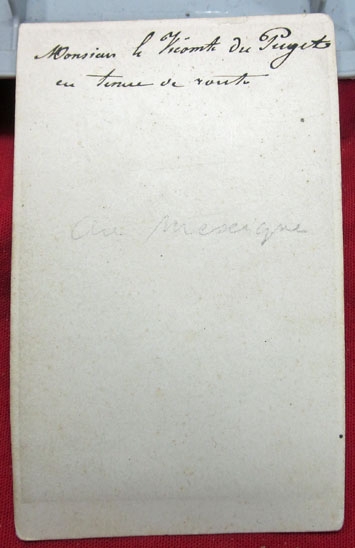 Monsieur le Vicomte du Puget
en tenue de route
au Mexique